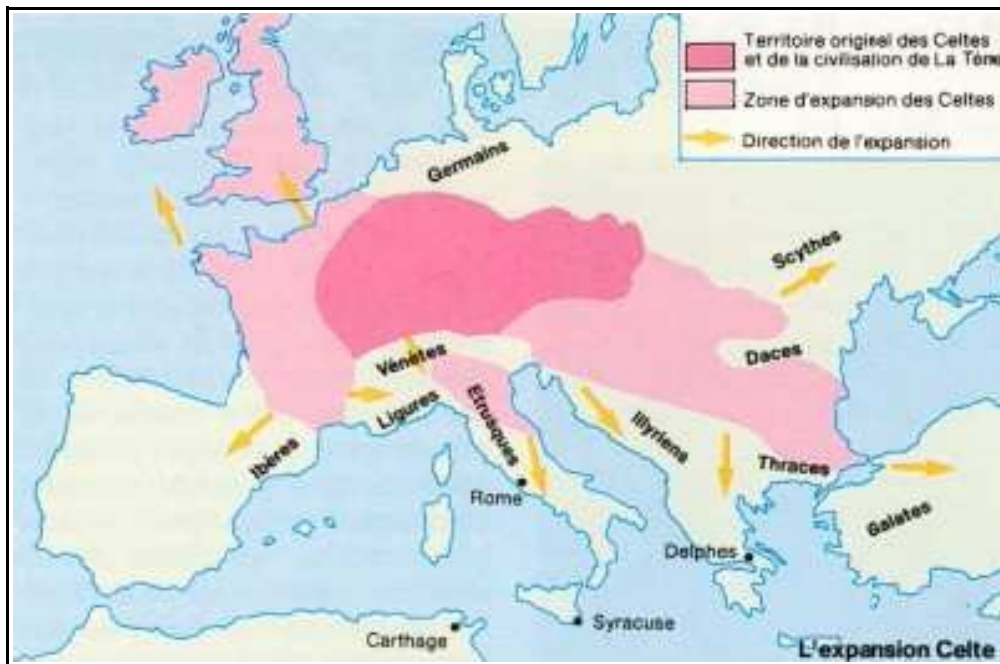 Territoire original des Celtes
et de la civilisation de La Tène
Zone d'expansion des Celtes
Direction de l'expansion
Germains
Scythes
Daces
Vénètes
Ligures
Etrusques
Illyriens
Ibères
Thraces
Rome
Galates
Delphes
Syracuse
Carthage
L'expansion Celte